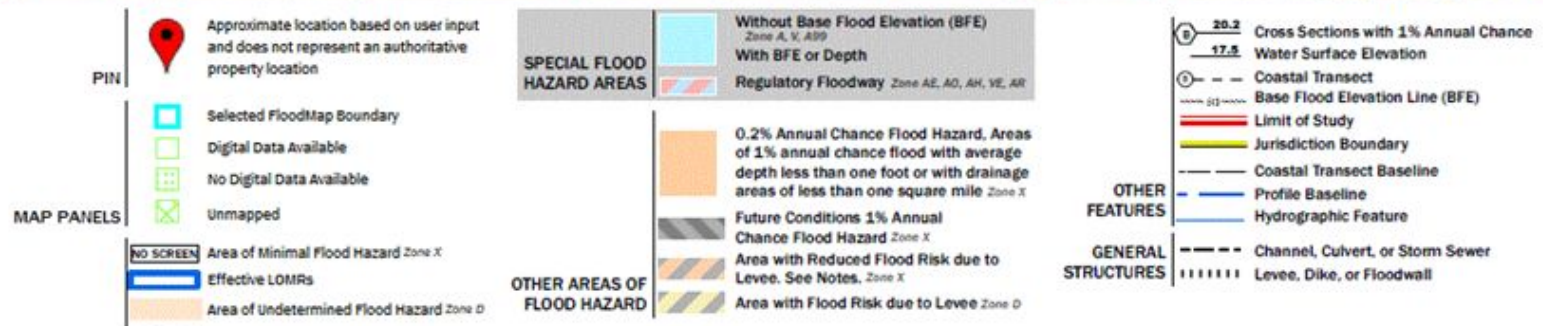 PIN
Approximate location based on user input
and does not represent an authoritative
property location
MAP PANELS
Selected FloodMap Boundary
Digital Data Available
No Digital Data Available
Unmapped
NO SCREEN Area of Minimal Flood Hazard Zone X
Effective LOMRs
Area of Undetermined Flood Hazard Zone D
SPECIAL FLOOD
HAZARD AREAS
Without Base Flood Elevation (BFE)
Zone A, V, A99
With BFE or Depth
Regulatory Floodway Zone AE, AO, AH, VE, AR
OTHER AREAS OF
FLOOD HAZARD
0.2% Annual Chance Flood Hazard, Areas
of 1% annual chance flood with average
depth less than one foot or with drainage
areas of less than one square mile Zone X
Future Conditions 1% Annual
Chance Flood Hazard Zone X
Area with Reduced Flood Risk due to
Levee. See Notes. Zone X
Area with Flood Risk due to Levee Zone D
OTHER
FEATURES
20.2 Cross Sections with 1% Annual Chance
17.5 Water Surface Elevation
Coastal Transect
Base Flood Elevation Line (BFE)
Limit of Study
Jurisdiction Boundary
Coastal Transect Baseline
Profile Baseline
Hydrographic Feature
GENERAL
STRUCTURES
Channel, Culvert, or Storm Sewer
Levee, Dike, or Floodwall